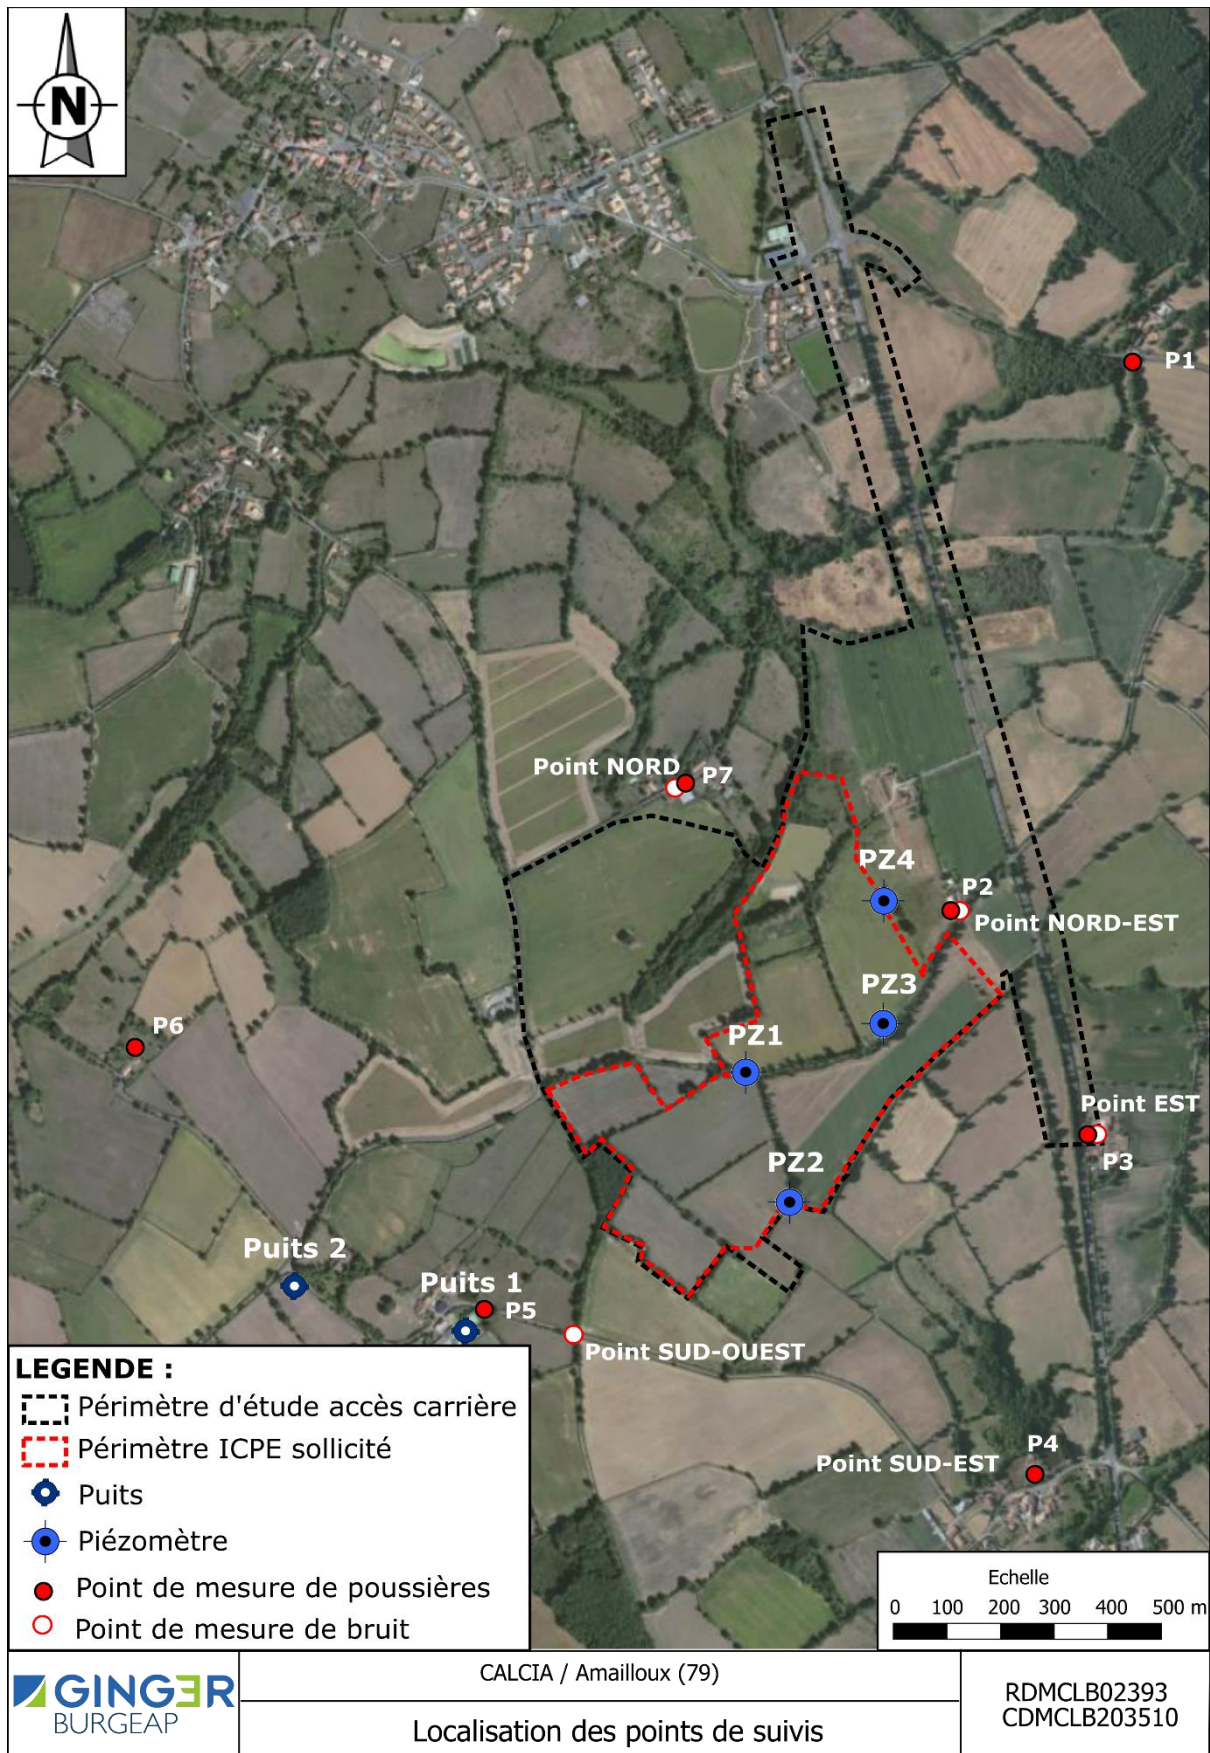 N
P1
Point NORD
P7
PZ4
P2
Point NORD-EST
PZ3
P6
PZ1
Point EST
P3
PZ2
Puits 2
Puits 1
P5
Point SUD-OUEST
P4
Point SUD-EST
LEGENDE :
Périmètre d'étude accès carrière
Périmètre ICPE sollicité
Puits
Piézomètre
Point de mesure de poussières
Point de mesure de bruit
Echelle
0 100 200 300 400 500 m
GINGER
BURGEAP
CALCIA / Amailloux (79)
Localisation des points de suivis
RDMCLB02393
CDMCLB203510